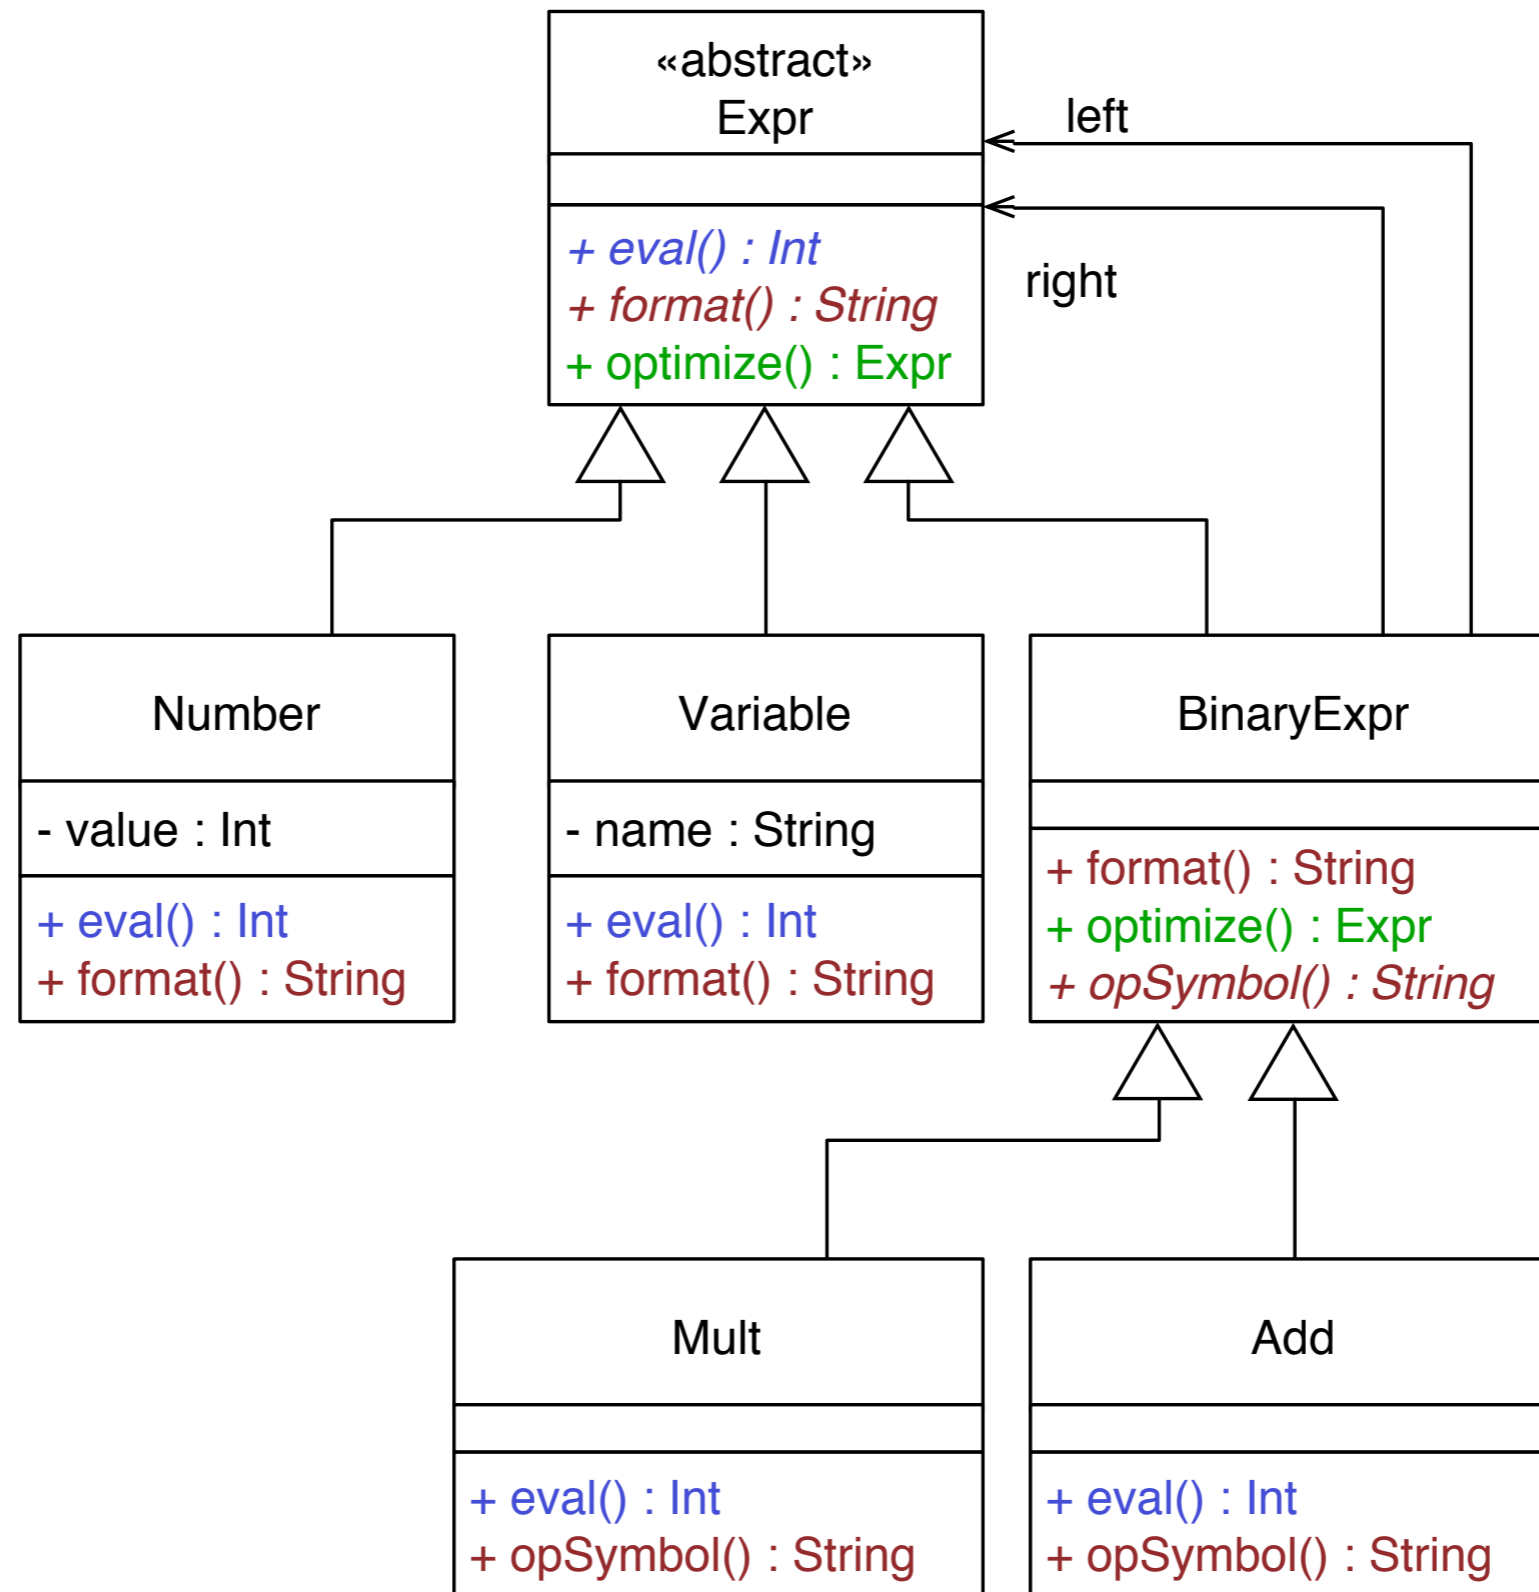 «abstract»
Expr
left
+ eval() : Int
right
+ format() : String
+ optimize() : Expr
Number
Variable
BinaryExpr
- value : Int
- name : String
+ eval() : Int
+ format() : String
+ eval() : Int
+ format() : String
+ format() : String
+ optimize() : Expr
+ opSymbol() : String
Mult
Add
+ eval() : Int
+ opSymbol() : String
+ eval() : Int
+ opSymbol() : String